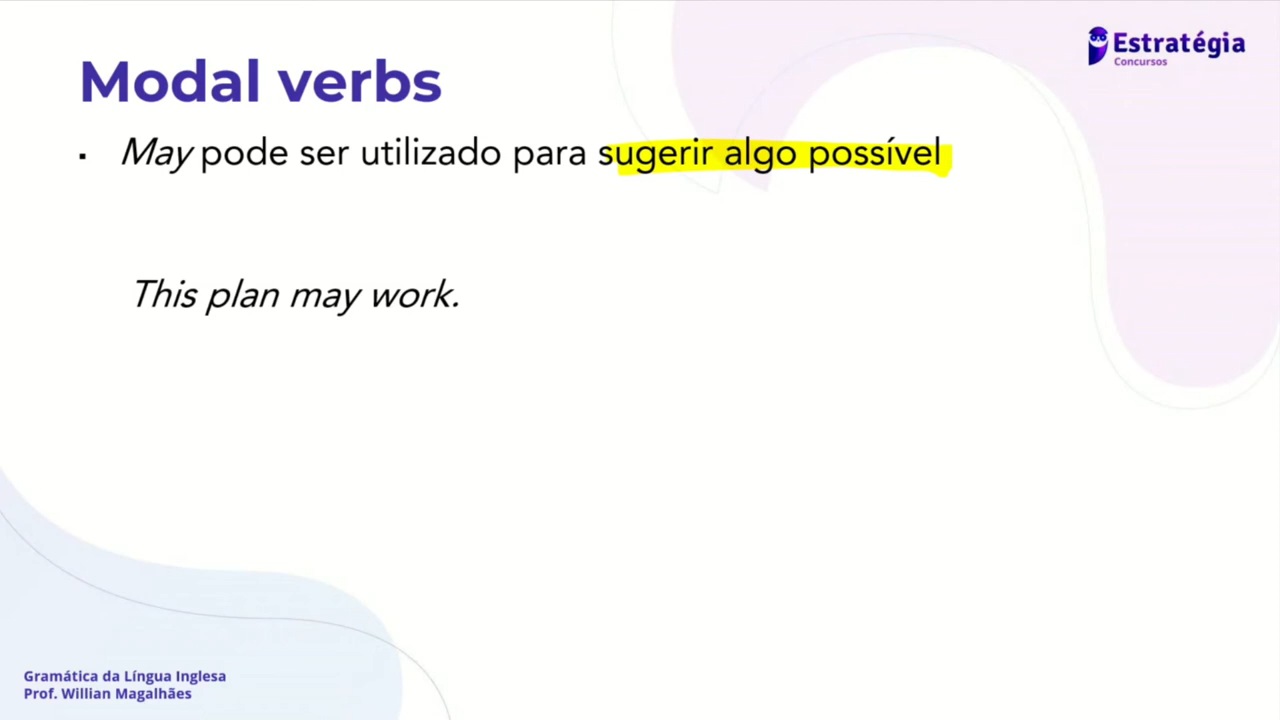 Estratégia
Concursos
Modal verbs
▪ May pode ser utilizado para sugerir algo possível
This plan may work.
Gramática da Língua Inglesa
Prof. Willian Magalhães